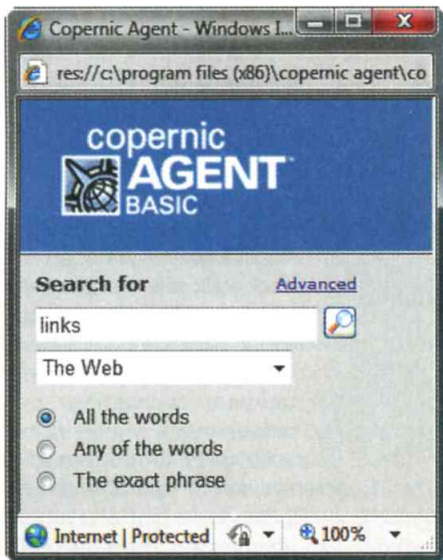 Copernic Agent - Windows I...
res://c:\program files (x86)\copernic agent\co
copernic
AGENT™
BASIC
Search for Advanced
links
The Web
All the words
Any of the words
The exact phrase
Internet | Protected 100%